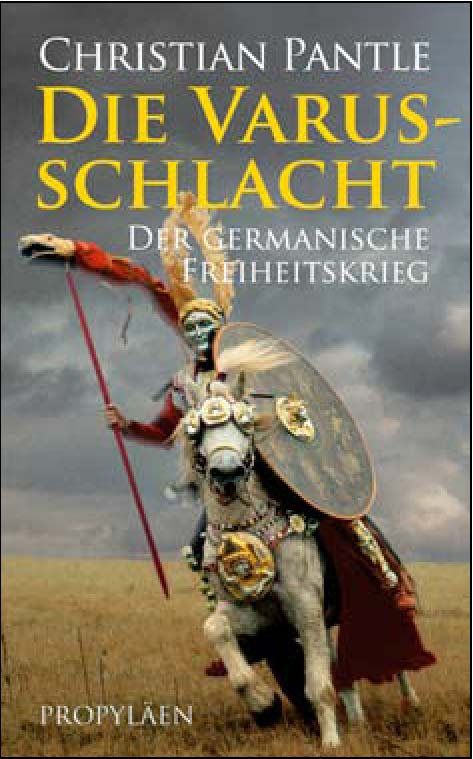 CHRISTIAN PANTLE
DIE VARUS-
SCHLACHT
DER GERMANISCHE
FREIHEITSKRIEG
PROPYLÄEN